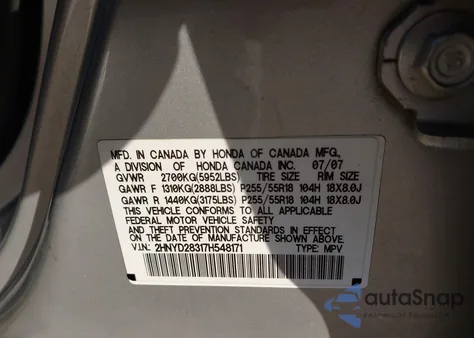 MFD. IN CANADA BY HONDA OF CANADA MFG.,
A DIVISION OF HONDA CANADA INC. 07/07
GVWR 2700KG(5952LBS) TIRE SIZE RIM SIZE
GAWR F 1310KG(2888LBS) P255/55R18 104H 18X8.0J
GAWR R 1440KG(3175LBS) P255/55R18 104H 18X8.0J
THIS VEHICLE CONFORMS TO ALL APPLICABLE
FEDERAL MOTOR VEHICLE SAFETY
AND THEFT PREVENTION STANDARDS IN EFFECT ON THE
DATE OF MANUFACTURE SHOWN ABOVE.
V.I.N.: 2HNYD28317H548171 TYPE: MPV
autaSnap